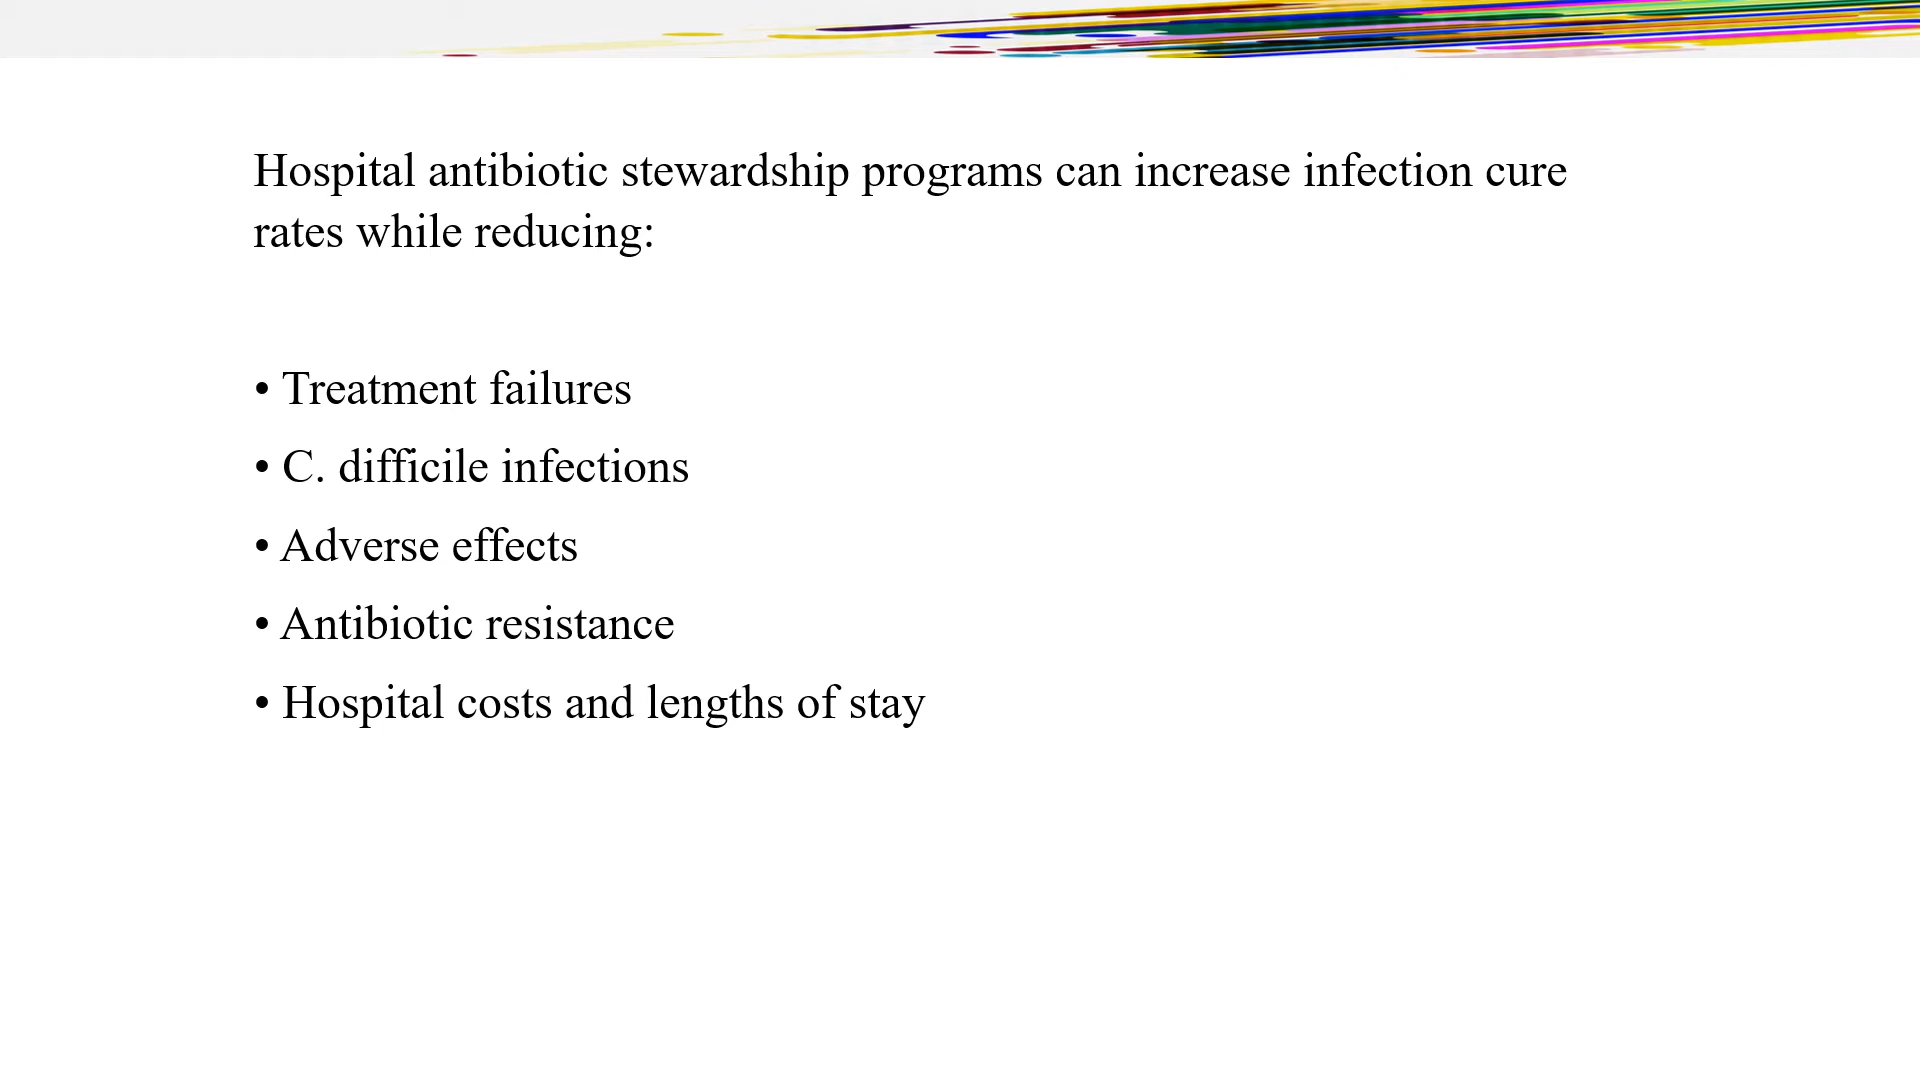 Hospital antibiotic stewardship programs can increase infection cure
rates while reducing:
• Treatment failures
• C. difficile infections
• Adverse effects
• Antibiotic resistance
• Hospital costs and lengths of stay